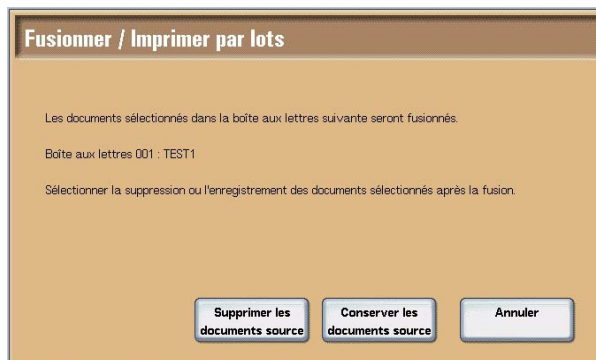 Fusionner / Imprimer par lots
Les documents sélectionnés dans la boîte aux lettres suivante seront fusionnés.
Boîte aux lettres 001 : TEST1
Sélectionner la suppression ou l'enregistrement des documents sélectionnés après la fusion.
Supprimer les
documents source
Conserver les
documents source
Annuler